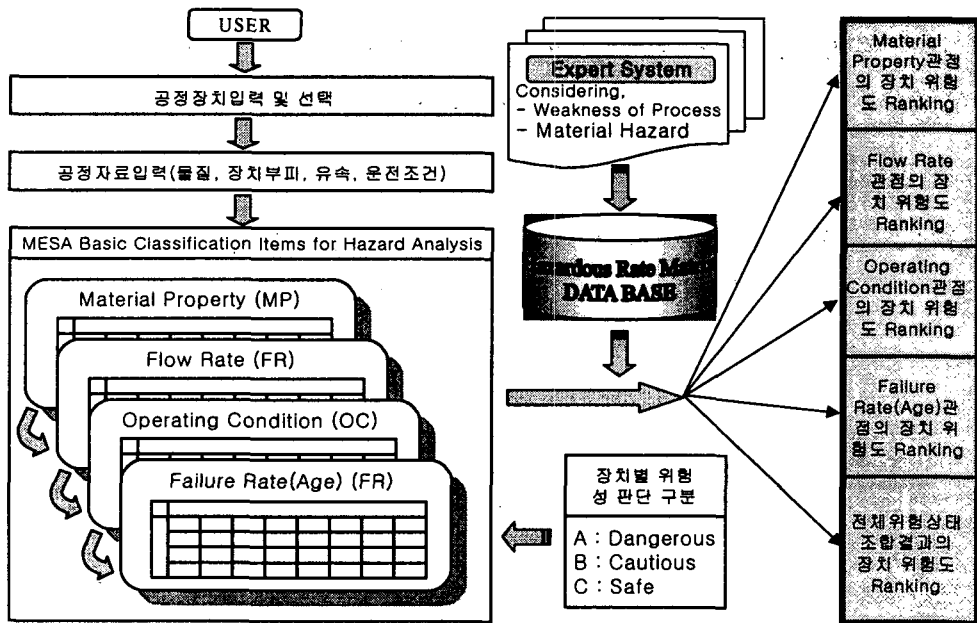 USER
공정장치입력 및 선택
공정자료입력(물질, 장치부피, 유속, 운전조건)
MESA Basic Classification Items for Hazard Analysis
Material Property (MP)
Flow Rate (FR)
Operating Condition (OC)
Failure Rate(Age) (FR)
Expert System
Considering,
- Weakness of Process
- Material Hazard
Rate
DATA BASE
장치별 위험
성 판단 구분
A : Dangerous
B : Cautious
C : Safe
Material
Property관점
의 장치 위험
도 Ranking
Flow Rate
관점의 장
치 위험도
Ranking
Operating
Condition관점
의 장치 위험
도 Ranking
Failure
Rate(Age)관
점의 장치 위
험도 Ranking
전체위험상태
조합결과의
장치 위험도
Ranking